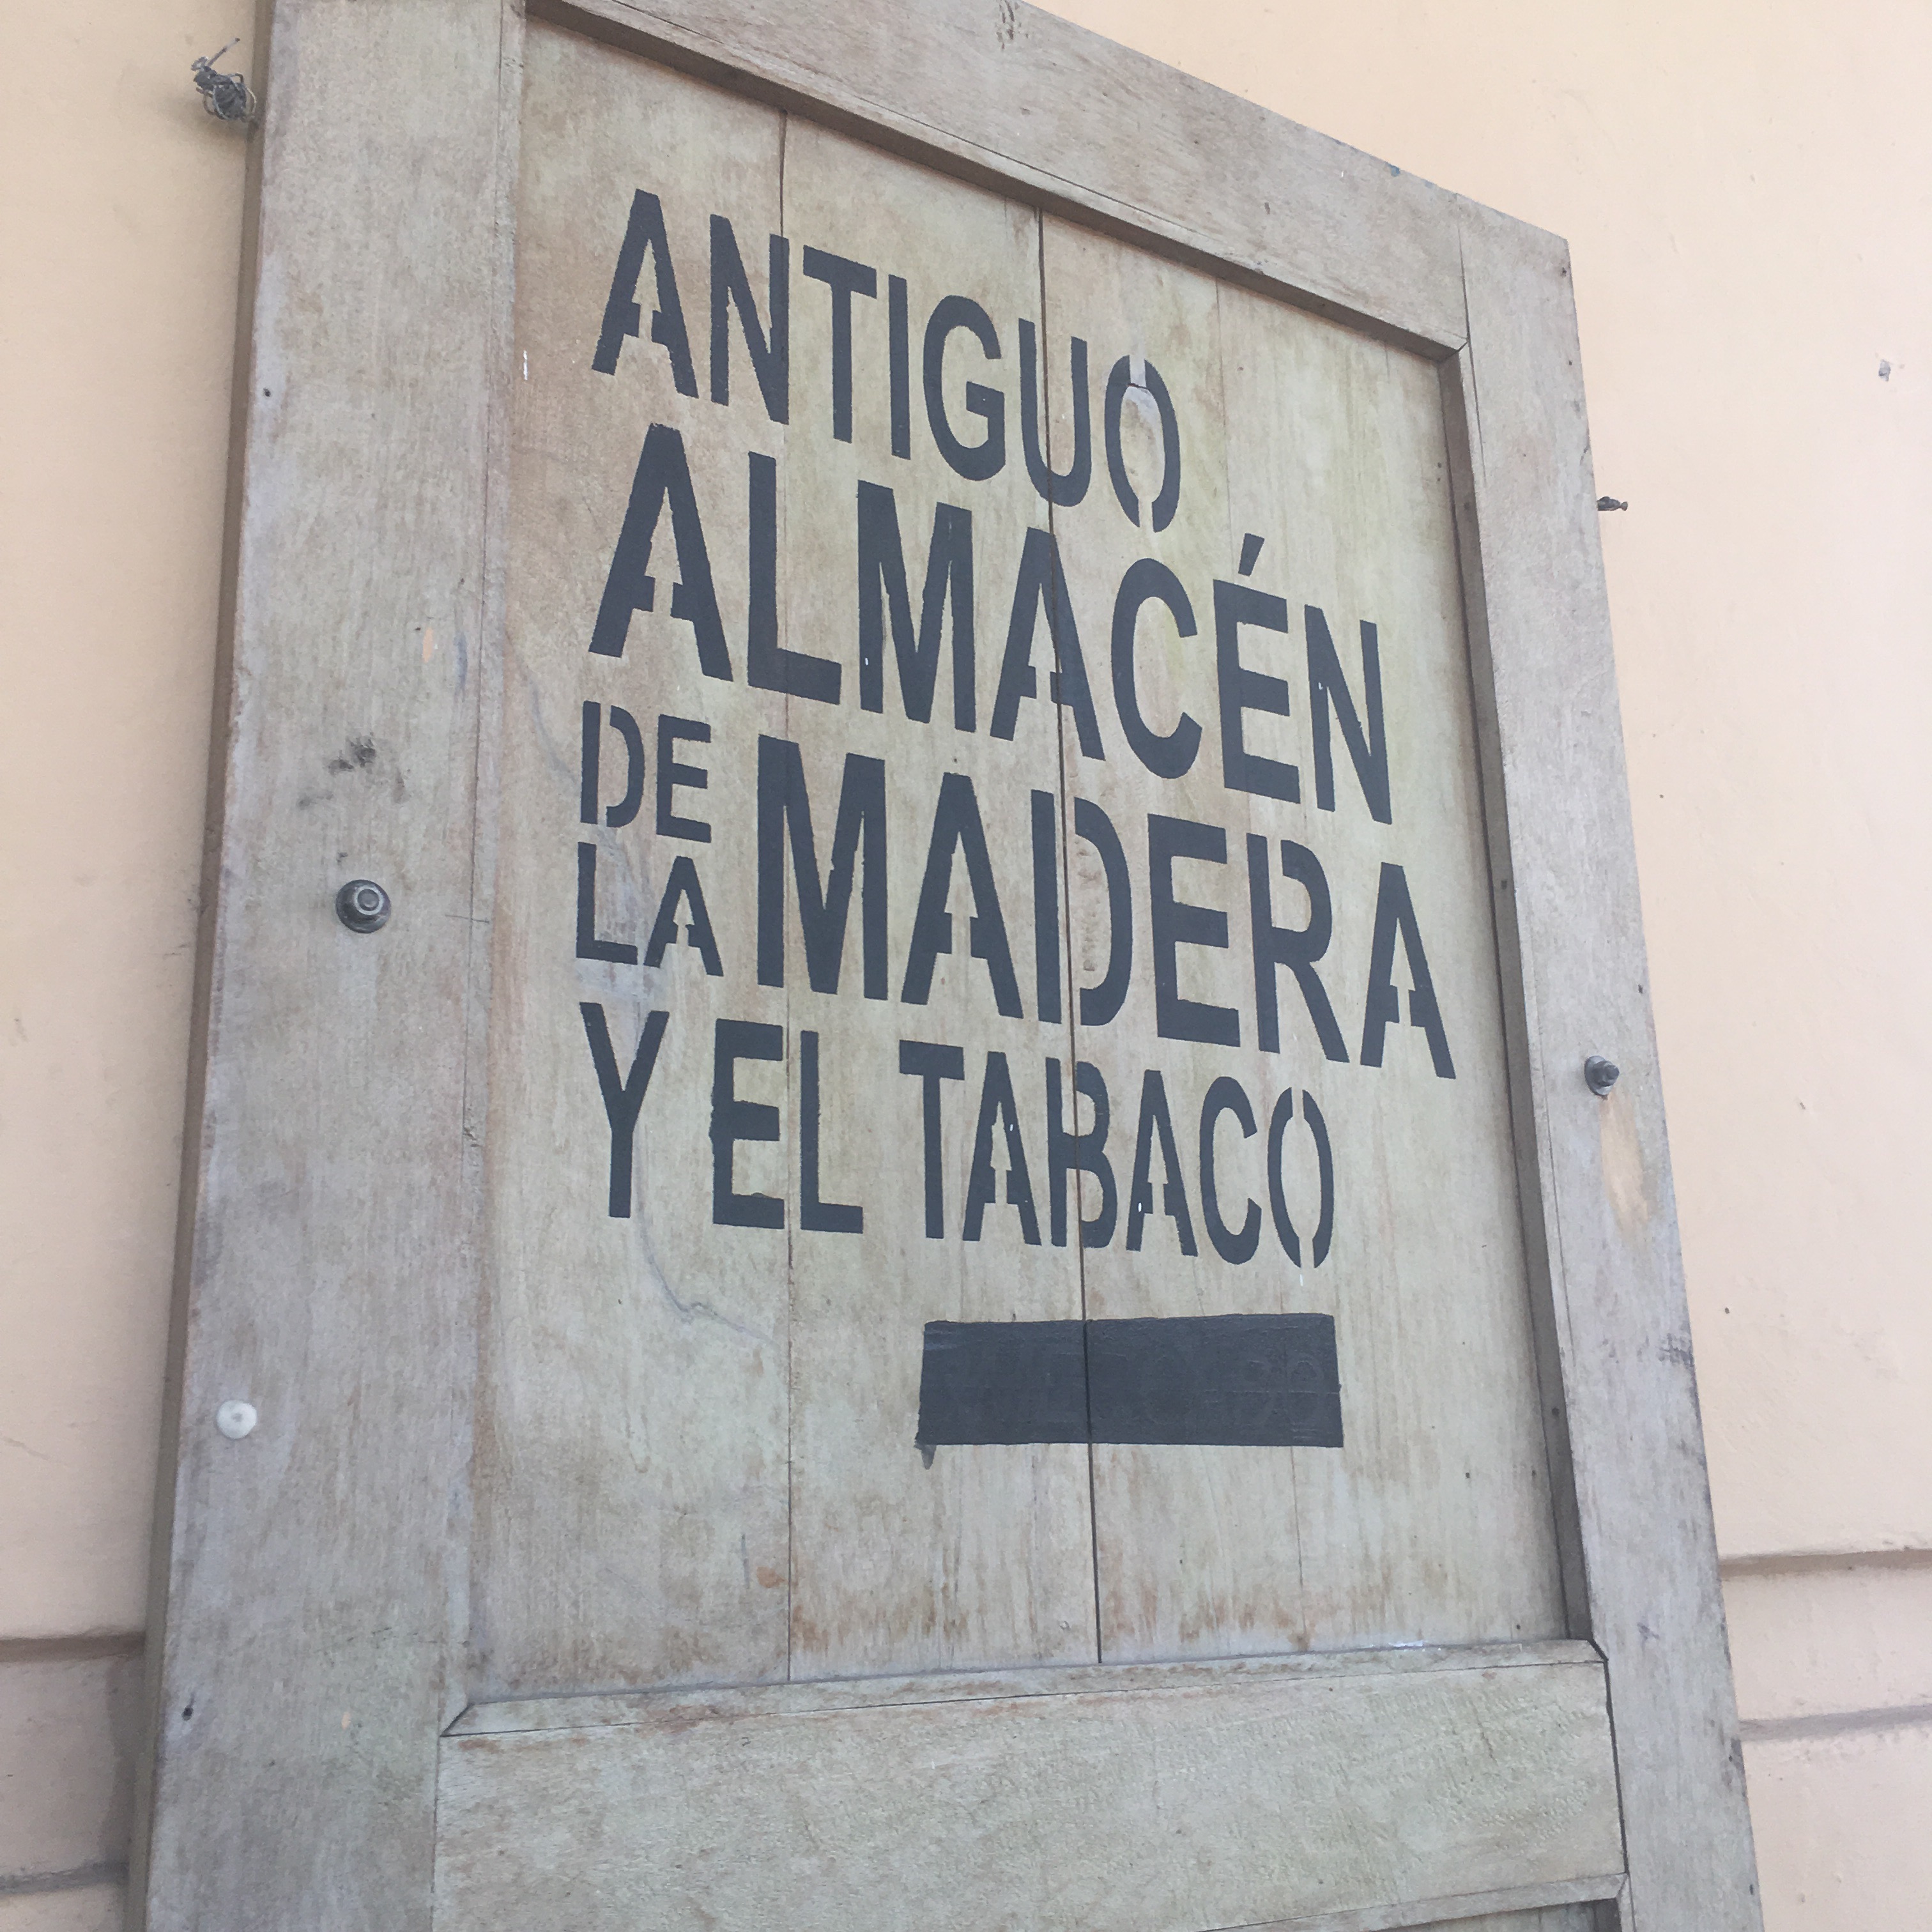 ANTIGUO
ALMACÉN
DE
LA MADERA
Y EL TABACO